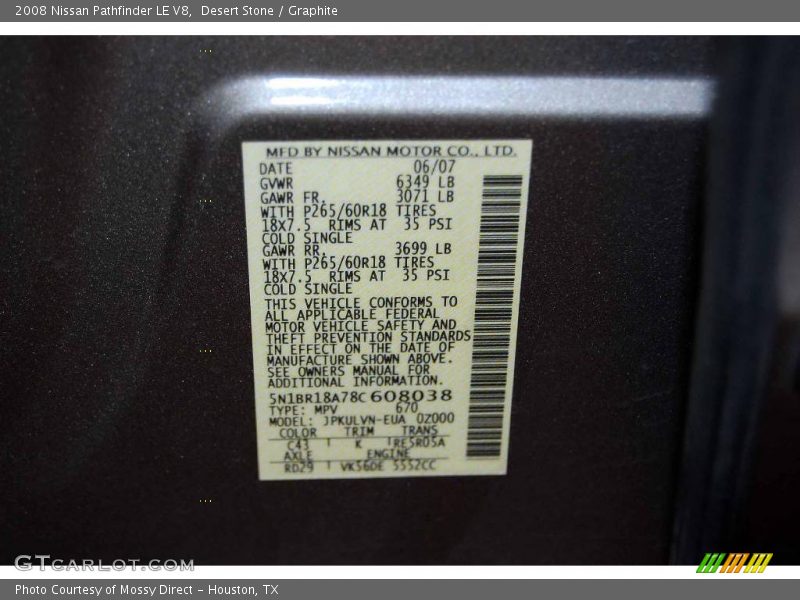 2008 Nissan Pathfinder LE V8,  Desert Stone / Graphite
MFD BY NISSAN MOTOR CO., LTD.
DATE 06/07
GVWR 6349 LB
GAWR FR. 3071 LB
WITH P265/60R18 TIRES
18X7.5 RIMS AT 35 PSI
COLD SINGLE
GAWR RR. 3699 LB
WITH P265/60R18 TIRES
18X7.5 RIMS AT 35 PSI
COLD SINGLE
THIS VEHICLE CONFORMS TO
ALL APPLICABLE FEDERAL
MOTOR VEHICLE SAFETY AND
THEFT PREVENTION STANDARDS
IN EFFECT ON THE DATE OF
MANUFACTURE SHOWN ABOVE.
SEE OWNERS MANUAL FOR
ADDITIONAL INFORMATION.
5N1BR18A78C 608038
TYPE: MPV 670
MODEL: JPKULVN-EUA 0Z000
COLOR TRIM TRANS
C43 K RE5R05A
AXLE ENGINE
RD29 VK56DE 5552CC
GTcarlot.com
Photo Courtesy of Mossy Direct – Houston, TX